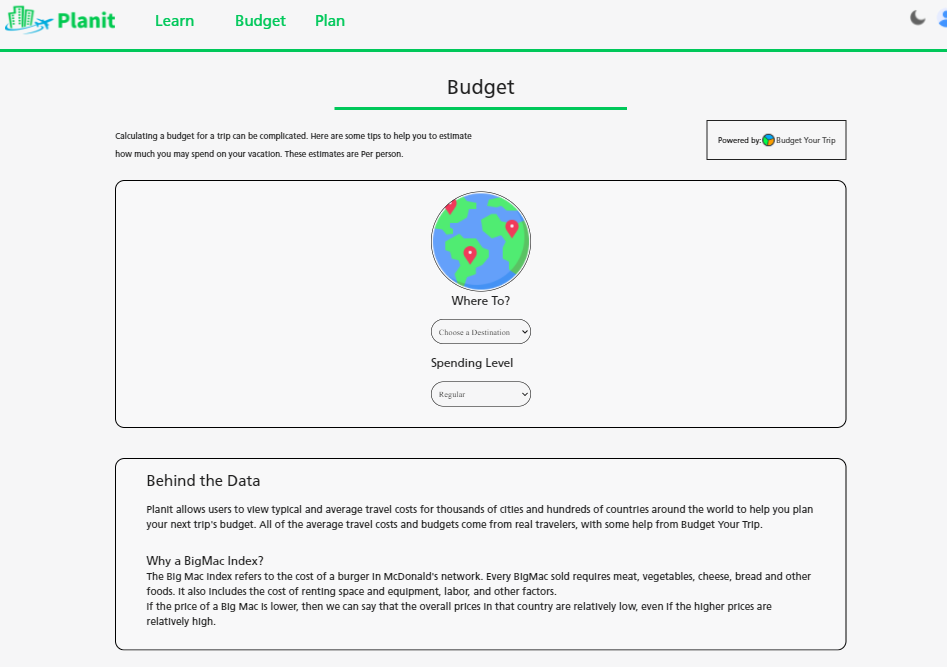 Planit
Learn
Budget
Plan
Budget
Calculating a budget for a trip can be complicated. Here are some tips to help you to estimate
how much you may spend on your vacation. These estimates are Per person.
Powered by: Budget Your Trip
Where To?
Choose a Destination
Spending Level
Regular
Behind the Data
Planit allows users to view typical and average travel costs for thousands of cities and hundreds of countries around the world to help you plan
your next trip's budget. All of the average travel costs and budgets come from real travelers, with some help from Budget Your Trip.
Why a BigMac Index?
The Big Mac Index refers to the cost of a burger in McDonald's network. Every BigMac sold requires meat, vegetables, cheese, bread and other
foods. It also includes the cost of renting space and equipment, labor, and other factors.
If the price of a Big Mac is lower, then we can say that the overall prices in that country are relatively low, even if the higher prices are
relatively high.